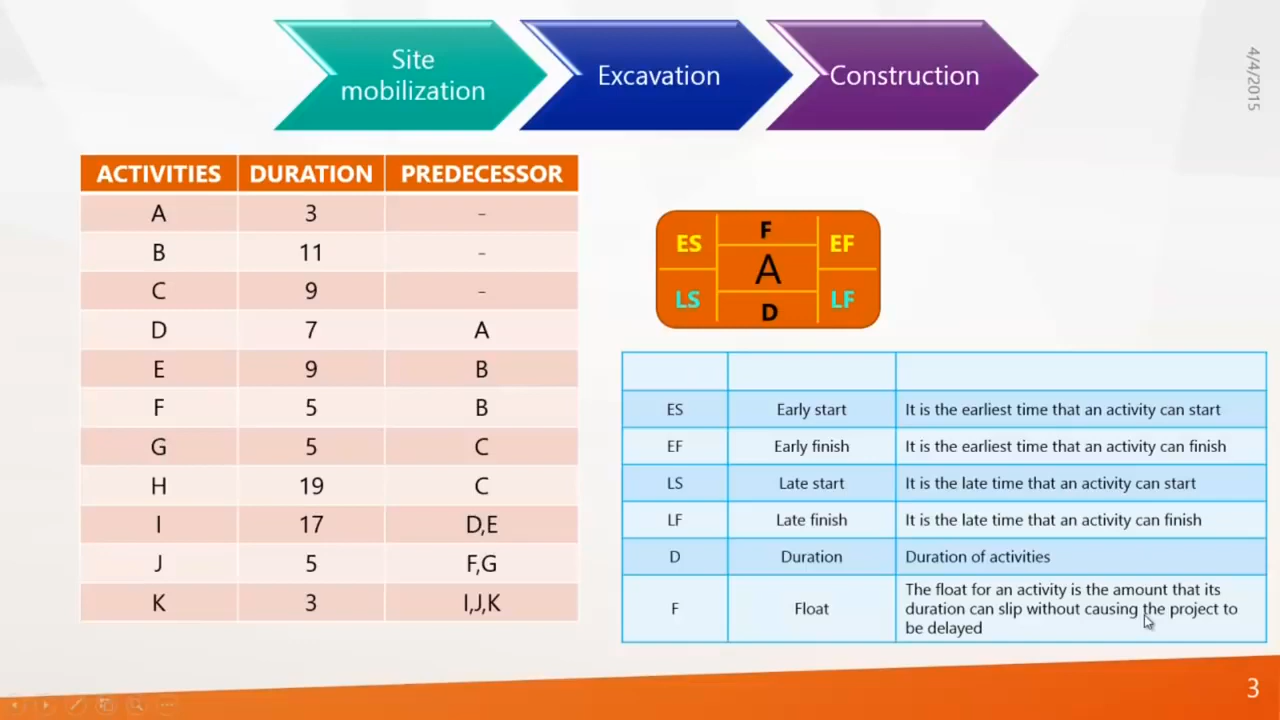 Site
mobilization
Excavation
Construction
4/4/2015
ACTIVITIES DURATION PREDECESSOR
A 3 -
B 11 -
C 9 -
D 7 A
E 9 B
F 5 B
G 5 C
H 19 C
I 17 D,E
J 5 F,G
K 3 I,J,K
ES F EF
A
LS D LF
ES Early start It is the earliest time that an activity can start
EF Early finish It is the earliest time that an activity can finish
LS Late start It is the late time that an activity can start
LF Late finish It is the late time that an activity can finish
D Duration Duration of activities
F Float The float for an activity is the amount that its
duration can slip without causing the project to
be delayed
3